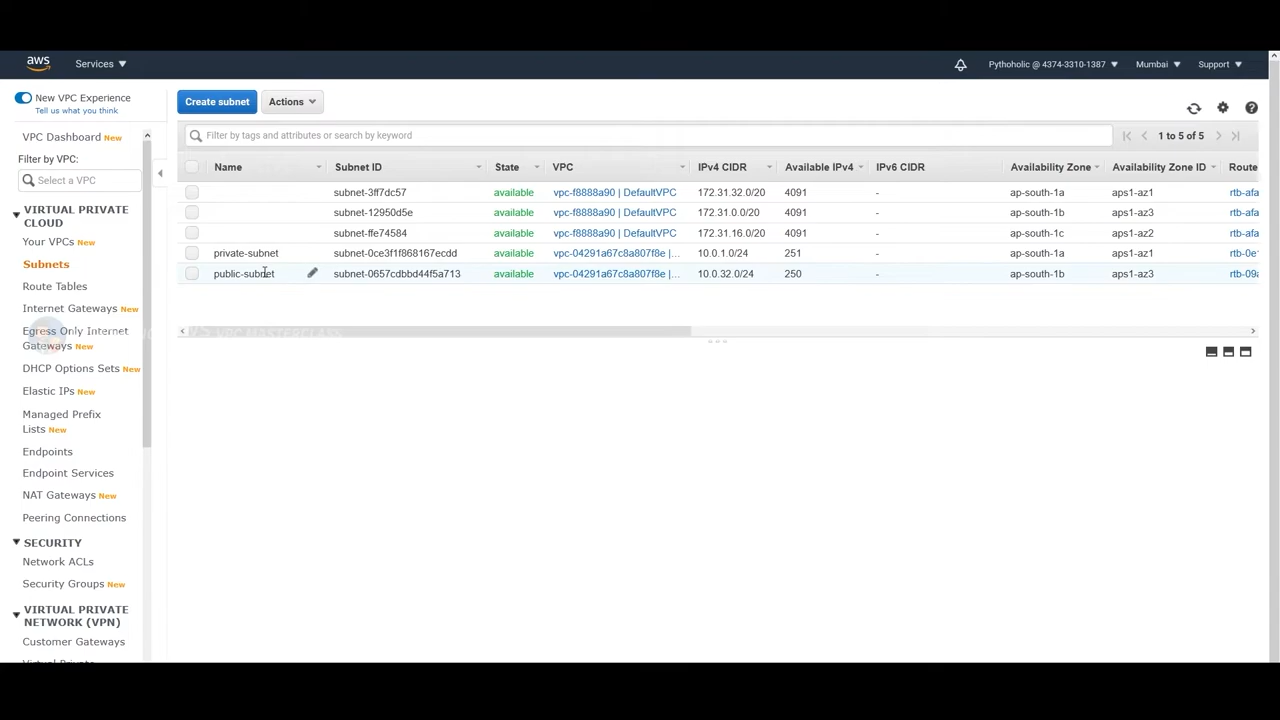 aws Services Pythoholic @ 4374-3310-1387 Mumbai Support
New VPC Experience
Tell us what you think
VPC Dashboard New
Filter by VPC:
Select a VPC
VIRTUAL PRIVATE
CLOUD
Your VPCs New
Subnets
Route Tables
Internet Gateways New
Egress Only Internet
Gateways New
DHCP Options Sets New
Elastic IPs New
Managed Prefix
Lists New
Endpoints
Endpoint Services
NAT Gateways New
Peering Connections
SECURITY
Network ACLs
Security Groups New
VIRTUAL PRIVATE
NETWORK (VPN)
Customer Gateways
Virtual Private
Create subnet Actions
Filter by tags and attributes or search by keyword
1 to 5 of 5
Name Subnet ID State VPC IPv4 CIDR Available IPv4 IPv6 CIDR Availability Zone Availability Zone ID Route
subnet-3ff7dc57 available vpc-f8888a90 | DefaultVPC 172.31.32.0/20 4091 - ap-south-1a aps1-az1 rtb-afa
subnet-12950d5e available vpc-f8888a90 | DefaultVPC 172.31.0.0/20 4091 - ap-south-1b aps1-az3 rtb-afa
subnet-ffe74584 available vpc-f8888a90 | DefaultVPC 172.31.16.0/20 4091 - ap-south-1c aps1-az2 rtb-afa
private-subnet subnet-0ce3f1f868167ecdd available vpc-04291a67c8a807f8e |... 10.0.1.0/24 251 - ap-south-1a aps1-az1 rtb-0e1
public-subnet subnet-0657cdbbd44f5a713 available vpc-04291a67c8a807f8e |... 10.0.32.0/24 250 - ap-south-1b aps1-az3 rtb-09a
VPC MASTERCLASS